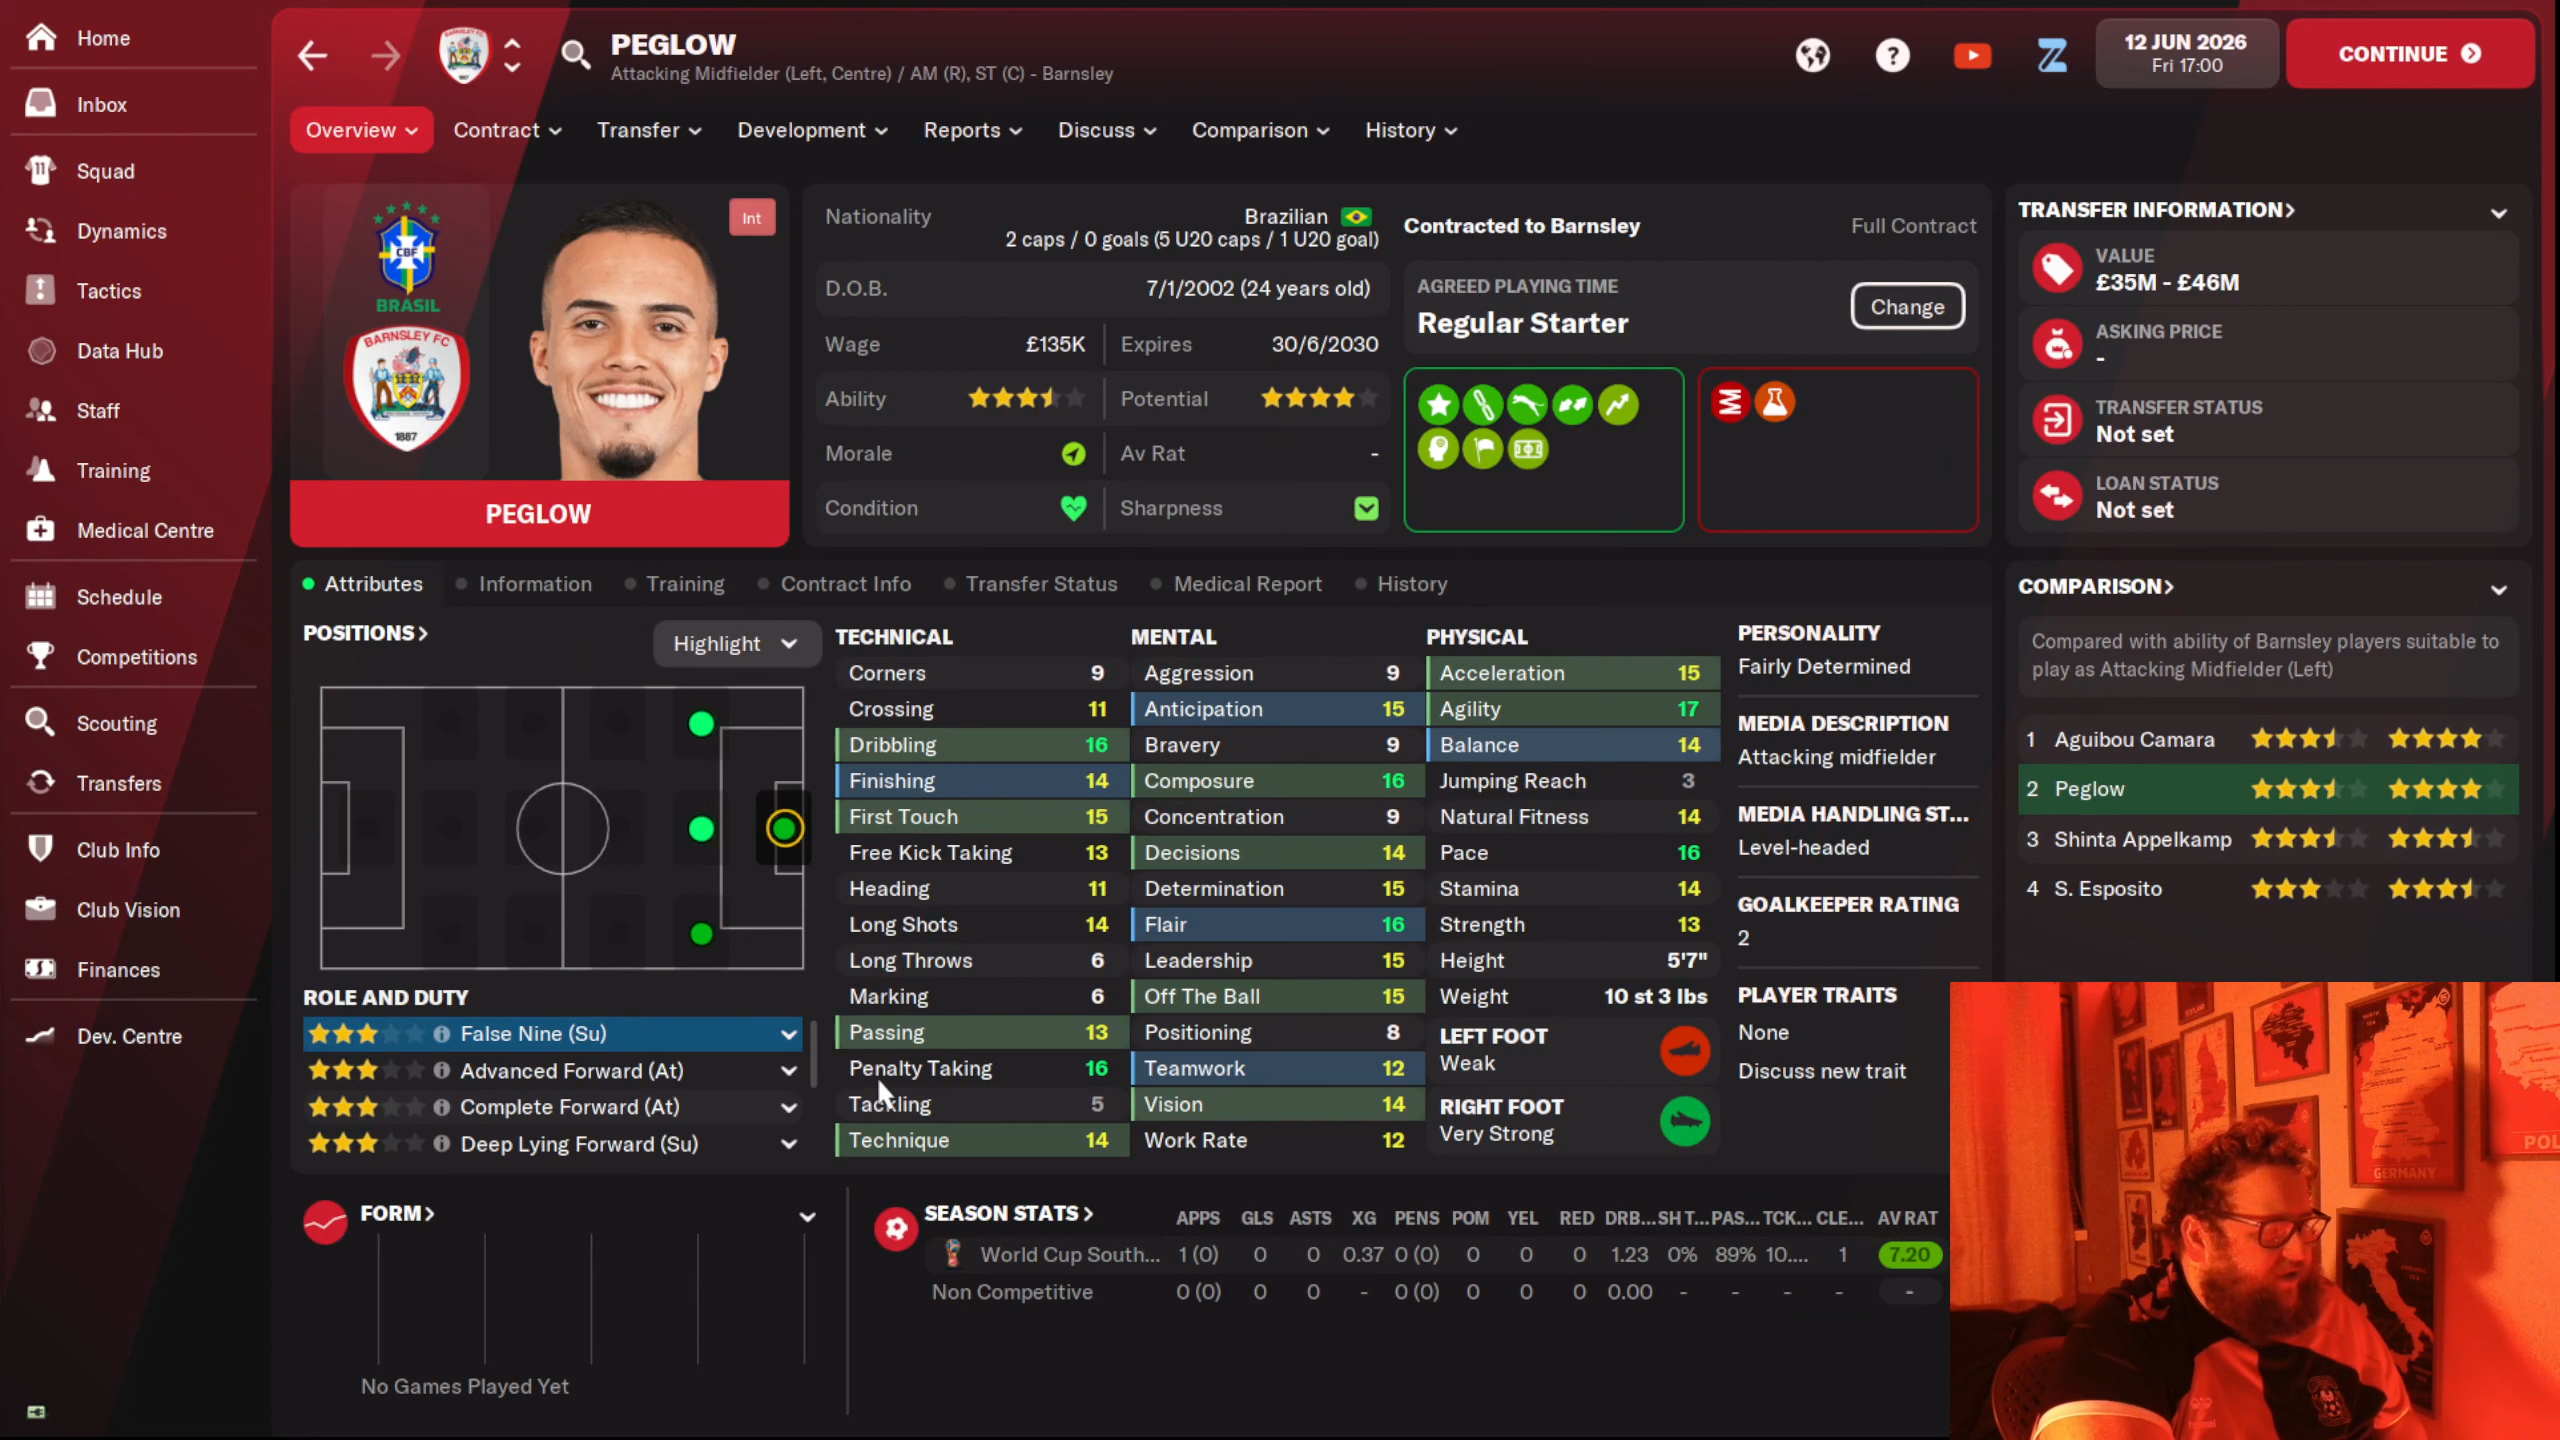 Home
Inbox
Squad
Dynamics
Tactics
Data Hub
Staff
Training
Medical Centre
Schedule
Competitions
Scouting
Transfers
Club Info
Club Vision
Finances
Dev. Centre
PEGLOW
Attacking Midfielder (Left, Centre) / AM (R), ST (C) - Barnsley
12 JUN 2026
Fri 17:00
CONTINUE
Overview Contract Transfer Development Reports Discuss Comparison History
CBF
BRASIL
BARNSLEY FC
1887
Int
PEGLOW
Nationality Brazilian
2 caps / 0 goals (5 U20 caps / 1 U20 goal)
D.O.B. 7/1/2002 (24 years old)
Wage £135K Expires 30/6/2030
Ability Potential
Morale Av Rat -
Condition Sharpness
Contracted to Barnsley Full Contract
AGREED PLAYING TIME
Regular Starter
Change
TRANSFER INFORMATION>
VALUE
£35M - £46M
ASKING PRICE
-
TRANSFER STATUS
Not set
LOAN STATUS
Not set
Attributes Information Training Contract Info Transfer Status Medical Report History
POSITIONS>
Highlight
ROLE AND DUTY
False Nine (Su)
Advanced Forward (At)
Complete Forward (At)
Deep Lying Forward (Su)
TECHNICAL
Corners 9
Crossing 11
Dribbling 16
Finishing 14
First Touch 15
Free Kick Taking 13
Heading 11
Long Shots 14
Long Throws 6
Marking 6
Passing 13
Penalty Taking 16
Tackling 5
Technique 14
MENTAL
Aggression 9
Anticipation 15
Bravery 9
Composure 16
Concentration 9
Decisions 14
Determination 15
Flair 16
Leadership 15
Off The Ball 15
Positioning 8
Teamwork 12
Vision 14
Work Rate 12
PHYSICAL
Acceleration 15
Agility 17
Balance 14
Jumping Reach 3
Natural Fitness 14
Pace 16
Stamina 14
Strength 13
Height 5'7"
Weight 10 st 3 lbs
LEFT FOOT
Weak
RIGHT FOOT
Very Strong
PERSONALITY
Fairly Determined
MEDIA DESCRIPTION
Attacking midfielder
MEDIA HANDLING ST...
Level-headed
GOALKEEPER RATING
2
PLAYER TRAITS
None
Discuss new trait
COMPARISON>
Compared with ability of Barnsley players suitable to
play as Attacking Midfielder (Left)
1 Aguibou Camara
2 Peglow
3 Shinta Appelkamp
4 S. Esposito
FORM>
No Games Played Yet
SEASON STATS>
APPS GLS ASTS XG PENS POM YEL RED DRB... SH T... PAS... TCK... CLE... AV RAT
World Cup South... 1 (0) 0 0 0.37 0 (0) 0 0 0 1.23 0% 89% 10.... 1 7.20
Non Competitive 0 (0) 0 0 - 0 (0) 0 0 0 0.00 - - - - -
GERMANY
POL